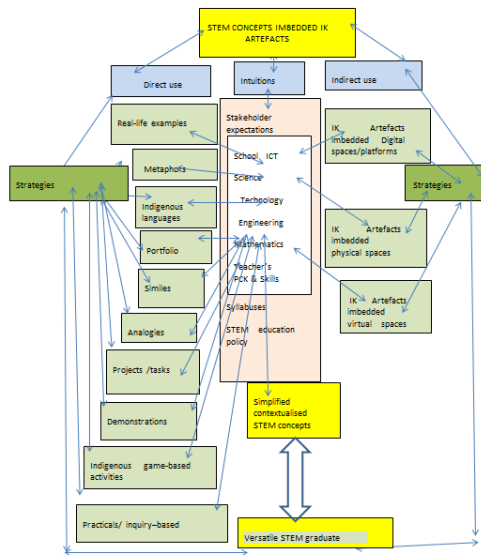 STEM CONCEPTS IMBEDDED IK
ARTEFACTS
Direct use
Intuitions
Indirect use
Real-life examples
Stakeholder
expectations
IK Artefacts
imbedded Digital
spaces/platforms
School ICT
Science
Metaphors
Strategies
Strategies
Technology
Indigenous
languages
Engineering
IK Artefacts
imbedded
physical spaces
Portfolio
Mathematics
Teacher's
PCK & Skills
Similes
IK Artefacts
imbedded
virtual spaces
Syllabuses
Analogies
STEM education
policy
Projects /tasks
Simplified
contextualised
STEM concepts
Demonstrations
Indigenous game-based
activities
Practicals/ inquiry–based
Versatile STEM graduate